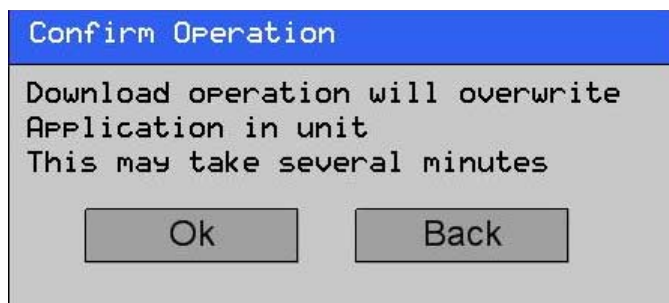 Confirm Operation
Download operation will overwrite
Application in unit
This may take several minutes
Ok
Back